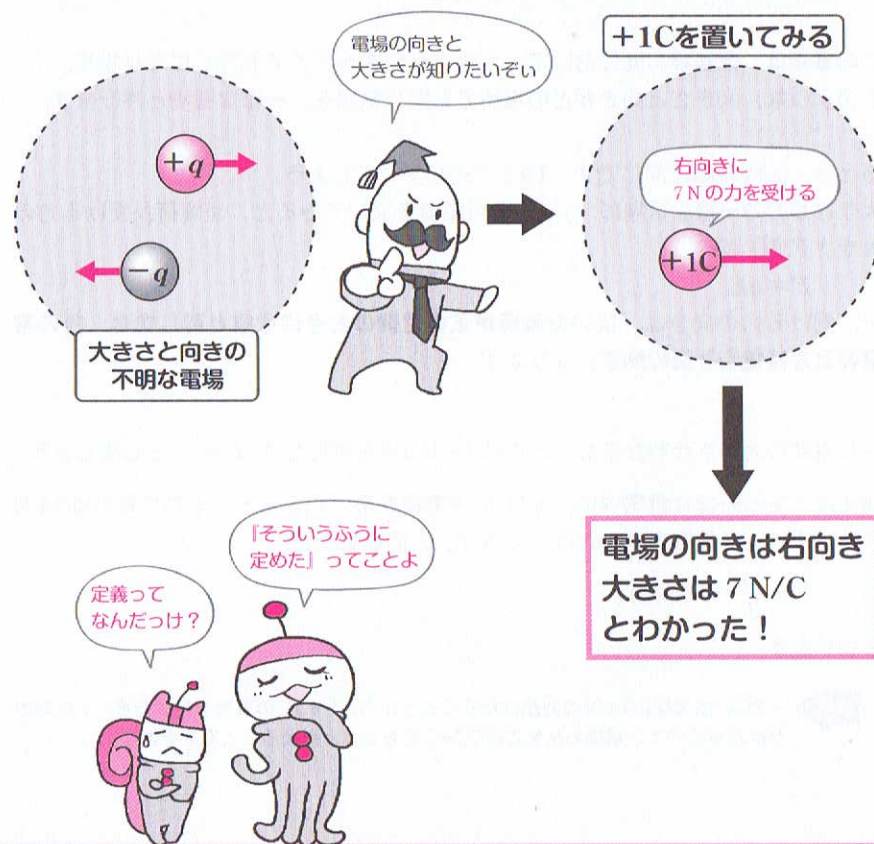 電場の向きと
大きさが知りたいぞぃ
+1Cを置いてみる
+q
−q
大きさと向きの
不明な電場
右向きに
7Nの力を受ける
+1C
電場の向きは右向き
大きさは 7 N/C
とわかった！
『そういうふうに
定めた』ってことよ
定義って
なんだっけ？